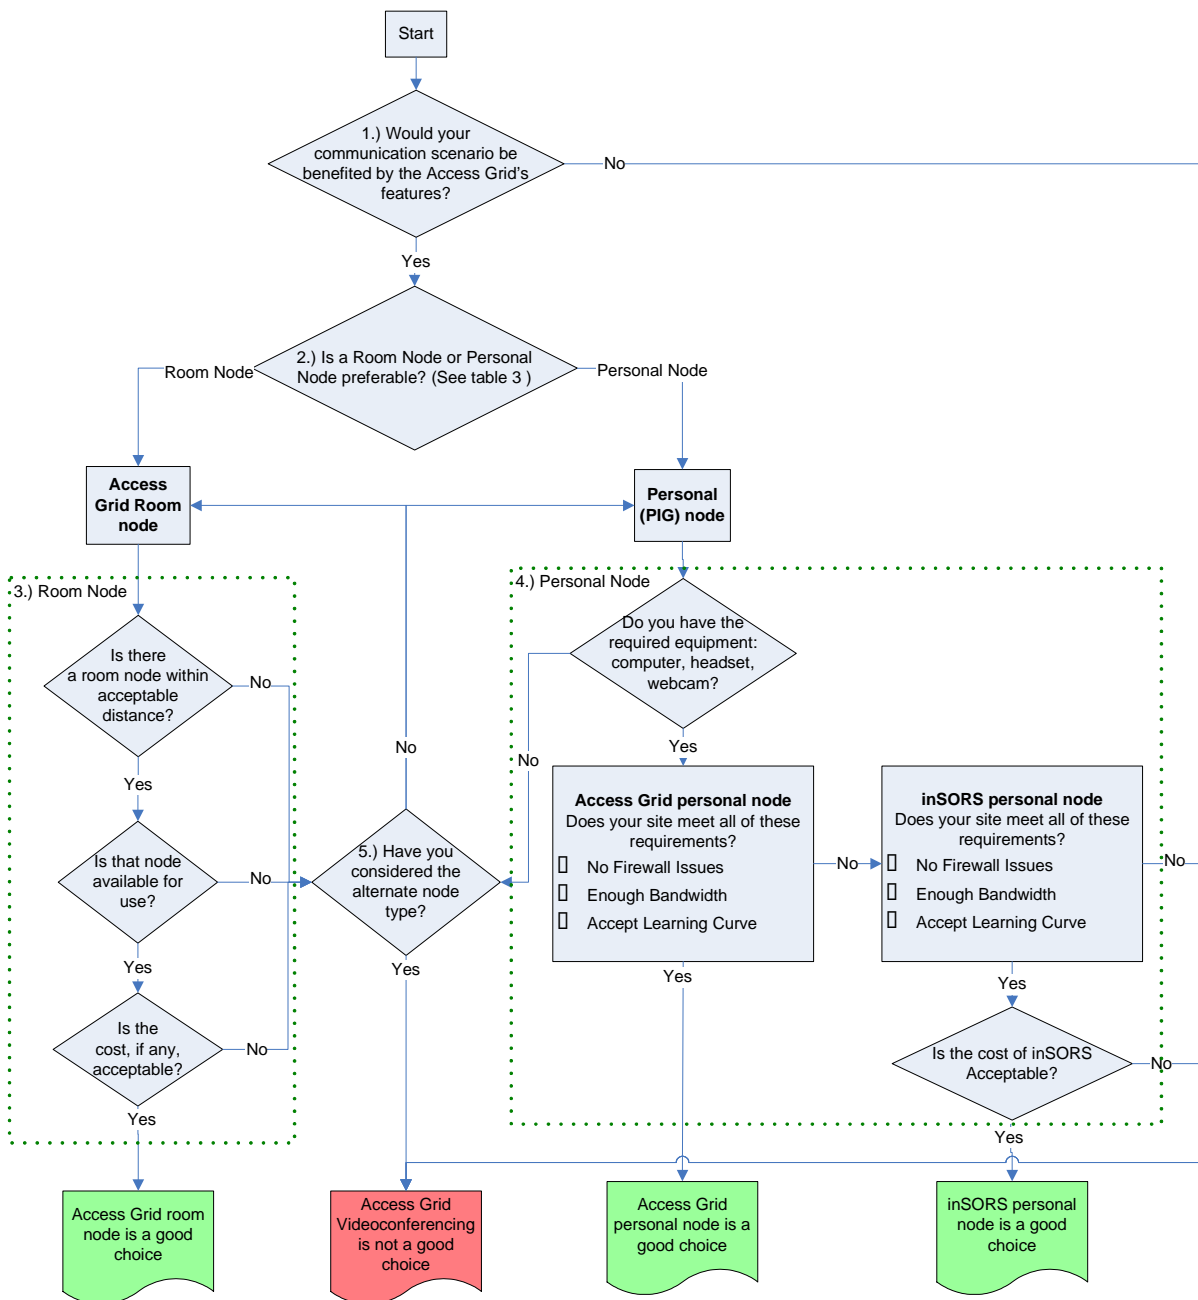 Start
1.) Would your
communication scenario be
benefited by the Access Grid's
features?
No
Yes
2.) Is a Room Node or Personal
Node preferable? (See table 3 )
Room Node
Personal Node
Access
Grid Room
node
Personal
(PIG) node
3.) Room Node
Is there
a room node within
acceptable
distance?
No
Yes
Is that node
available for
use?
No
Yes
Is the
cost, if any,
acceptable?
No
Yes
No
5.) Have you
considered the
alternate node
type?
Yes
4.) Personal Node
Do you have the
required equipment:
computer, headset,
webcam?
No
Yes
Access Grid personal node
Does your site meet all of these
requirements?
No Firewall Issues
Enough Bandwidth
Accept Learning Curve
No
Yes
inSORS personal node
Does your site meet all of these
requirements?
No Firewall Issues
Enough Bandwidth
Accept Learning Curve
No
Yes
Is the cost of inSORS
Acceptable?
No
Yes
Access Grid room
node is a good
choice
Access Grid
Videoconferencing
is not a good
choice
Access Grid
personal node is a
good choice
inSORS personal
node is a good
choice